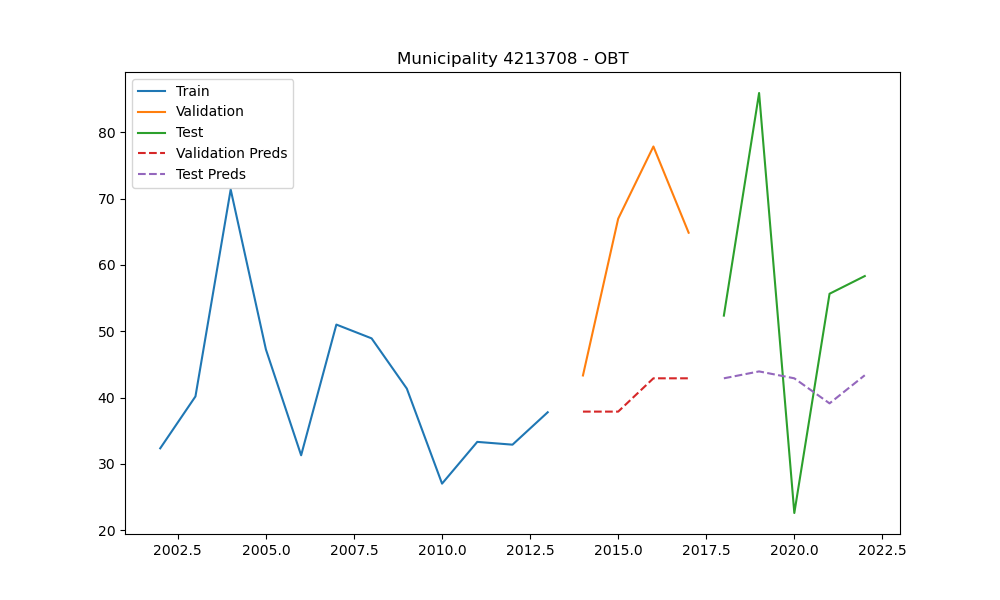 Municipality 4213708 - OBT
Train
Validation
Test
Validation Preds
Test Preds
80
70
60
50
40
30
20
2002.5 2005.0 2007.5 2010.0 2012.5 2015.0 2017.5 2020.0 2022.5